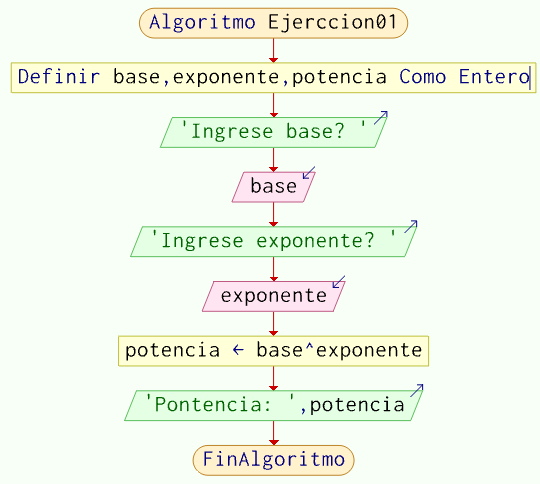 Algoritmo Ejerccion01
Definir base,exponente,potencia Como Entero
'Ingrese base? '
base
'Ingrese exponente? '
exponente
potencia ← base^exponente
'Pontencia: ',potencia
FinAlgoritmo